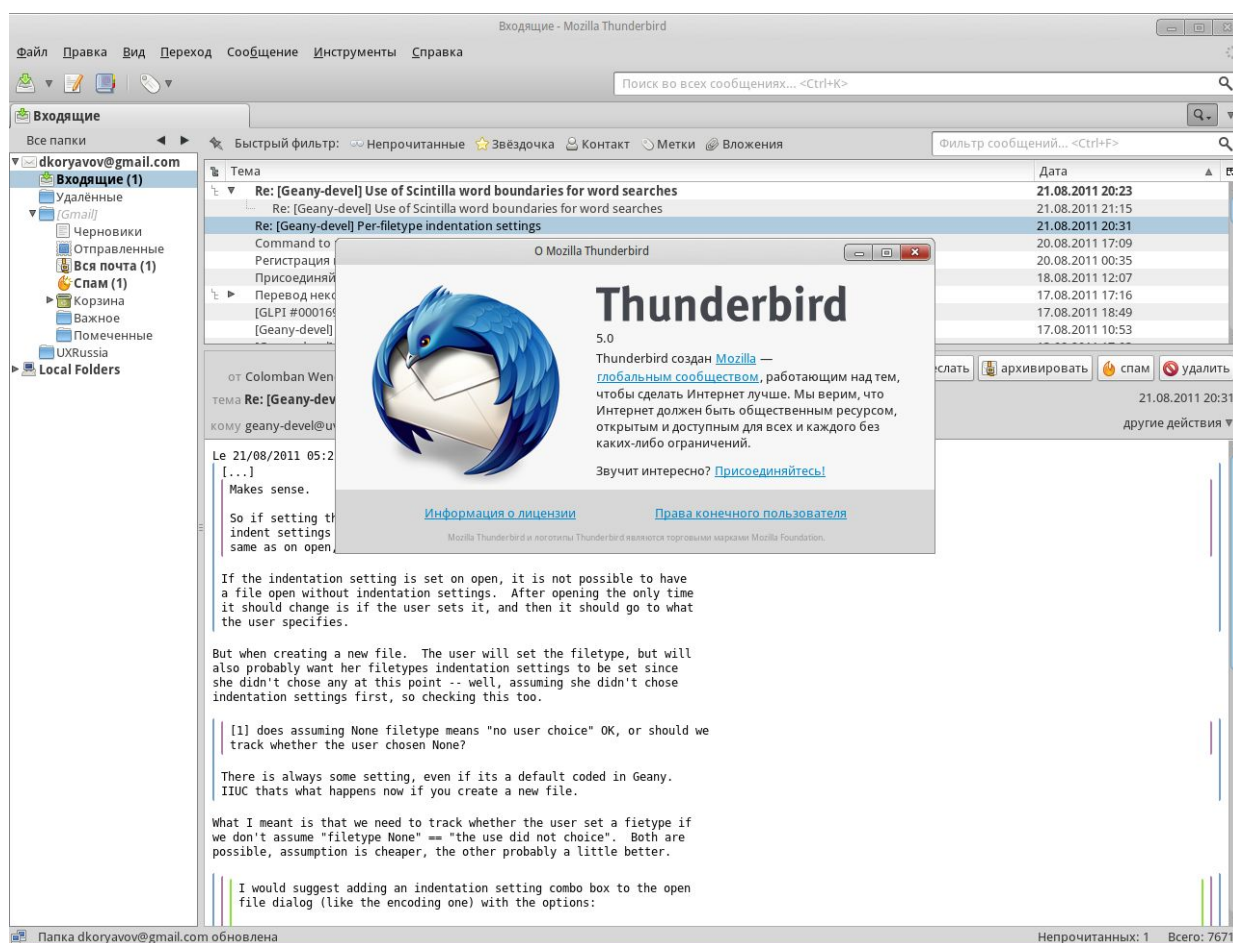 Входящие - Mozilla Thunderbird
Файл Правка Вид Переход Сообщение Инструменты Справка
Поиск во всех сообщениях... <Ctrl+K>
Входящие
Все папки
Быстрый фильтр: Непрочитанные Звёздочка Контакт Метки Вложения
Фильтр сообщений... <Ctrl+F>
dkoryavov@gmail.com
Входящие (1)
Удалённые
[Gmail]
Черновики
Отправленные
Вся почта (1)
Спам (1)
Корзина
Важное
Помеченные
UXRussia
Local Folders
Тема Дата
Re: [Geany-devel] Use of Scintilla word boundaries for word searches 21.08.2011 20:23
Re: [Geany-devel] Use of Scintilla word boundaries for word searches 21.08.2011 21:15
Re: [Geany-devel] Per-filetype indentation settings 21.08.2011 20:31
Command to 20.08.2011 17:09
Регистрация 20.08.2011 00:35
Присоединяй 18.08.2011 12:07
Перевод неко 17.08.2011 17:16
[GLPI #000169 17.08.2011 18:49
[Geany-devel] 17.08.2011 10:53
О Mozilla Thunderbird
Thunderbird
5.0
Thunderbird создан Mozilla —
глобальным сообществом, работающим над тем,
чтобы сделать Интернет лучше. Мы верим, что
Интернет должен быть общественным ресурсом,
открытым и доступным для всех и каждого без
каких-либо ограничений.
Звучит интересно? Присоединяйтесь!
Информация о лицензии Права конечного пользователя
Mozilla Thunderbird и логотипы Thunderbird являются торговыми марками Mozilla Foundation.
слать архивировать спам удалить
от Colomban Wen
тема Re: [Geany-dev 21.08.2011 20:31
кому geany-devel@uv другие действия
Le 21/08/2011 05:2
[...]
Makes sense.
So if setting th
indent settings
same as on open,
If the indentation setting is set on open, it is not possible to have
a file open without indentation settings. After opening the only time
it should change is if the user sets it, and then it should go to what
the user specifies.
But when creating a new file. The user will set the filetype, but will
also probably want her filetypes indentation settings to be set since
she didn't chose any at this point -- well, assuming she didn't chose
indentation settings first, so checking this too.
[1] does assuming None filetype means "no user choice" OK, or should we
track whether the user chosen None?
There is always some setting, even if its a default coded in Geany.
IIUC thats what happens now if you create a new file.
What I meant is that we need to track whether the user set a fietype if
we don't assume "filetype None" == "the use did not choice". Both are
possible, assumption is cheaper, the other probably a little better.
I would suggest adding an indentation setting combo box to the open
file dialog (like the encoding one) with the options:
Папка dkoryavov@gmail.com обновлена Непрочитанных: 1 Всего: 7671